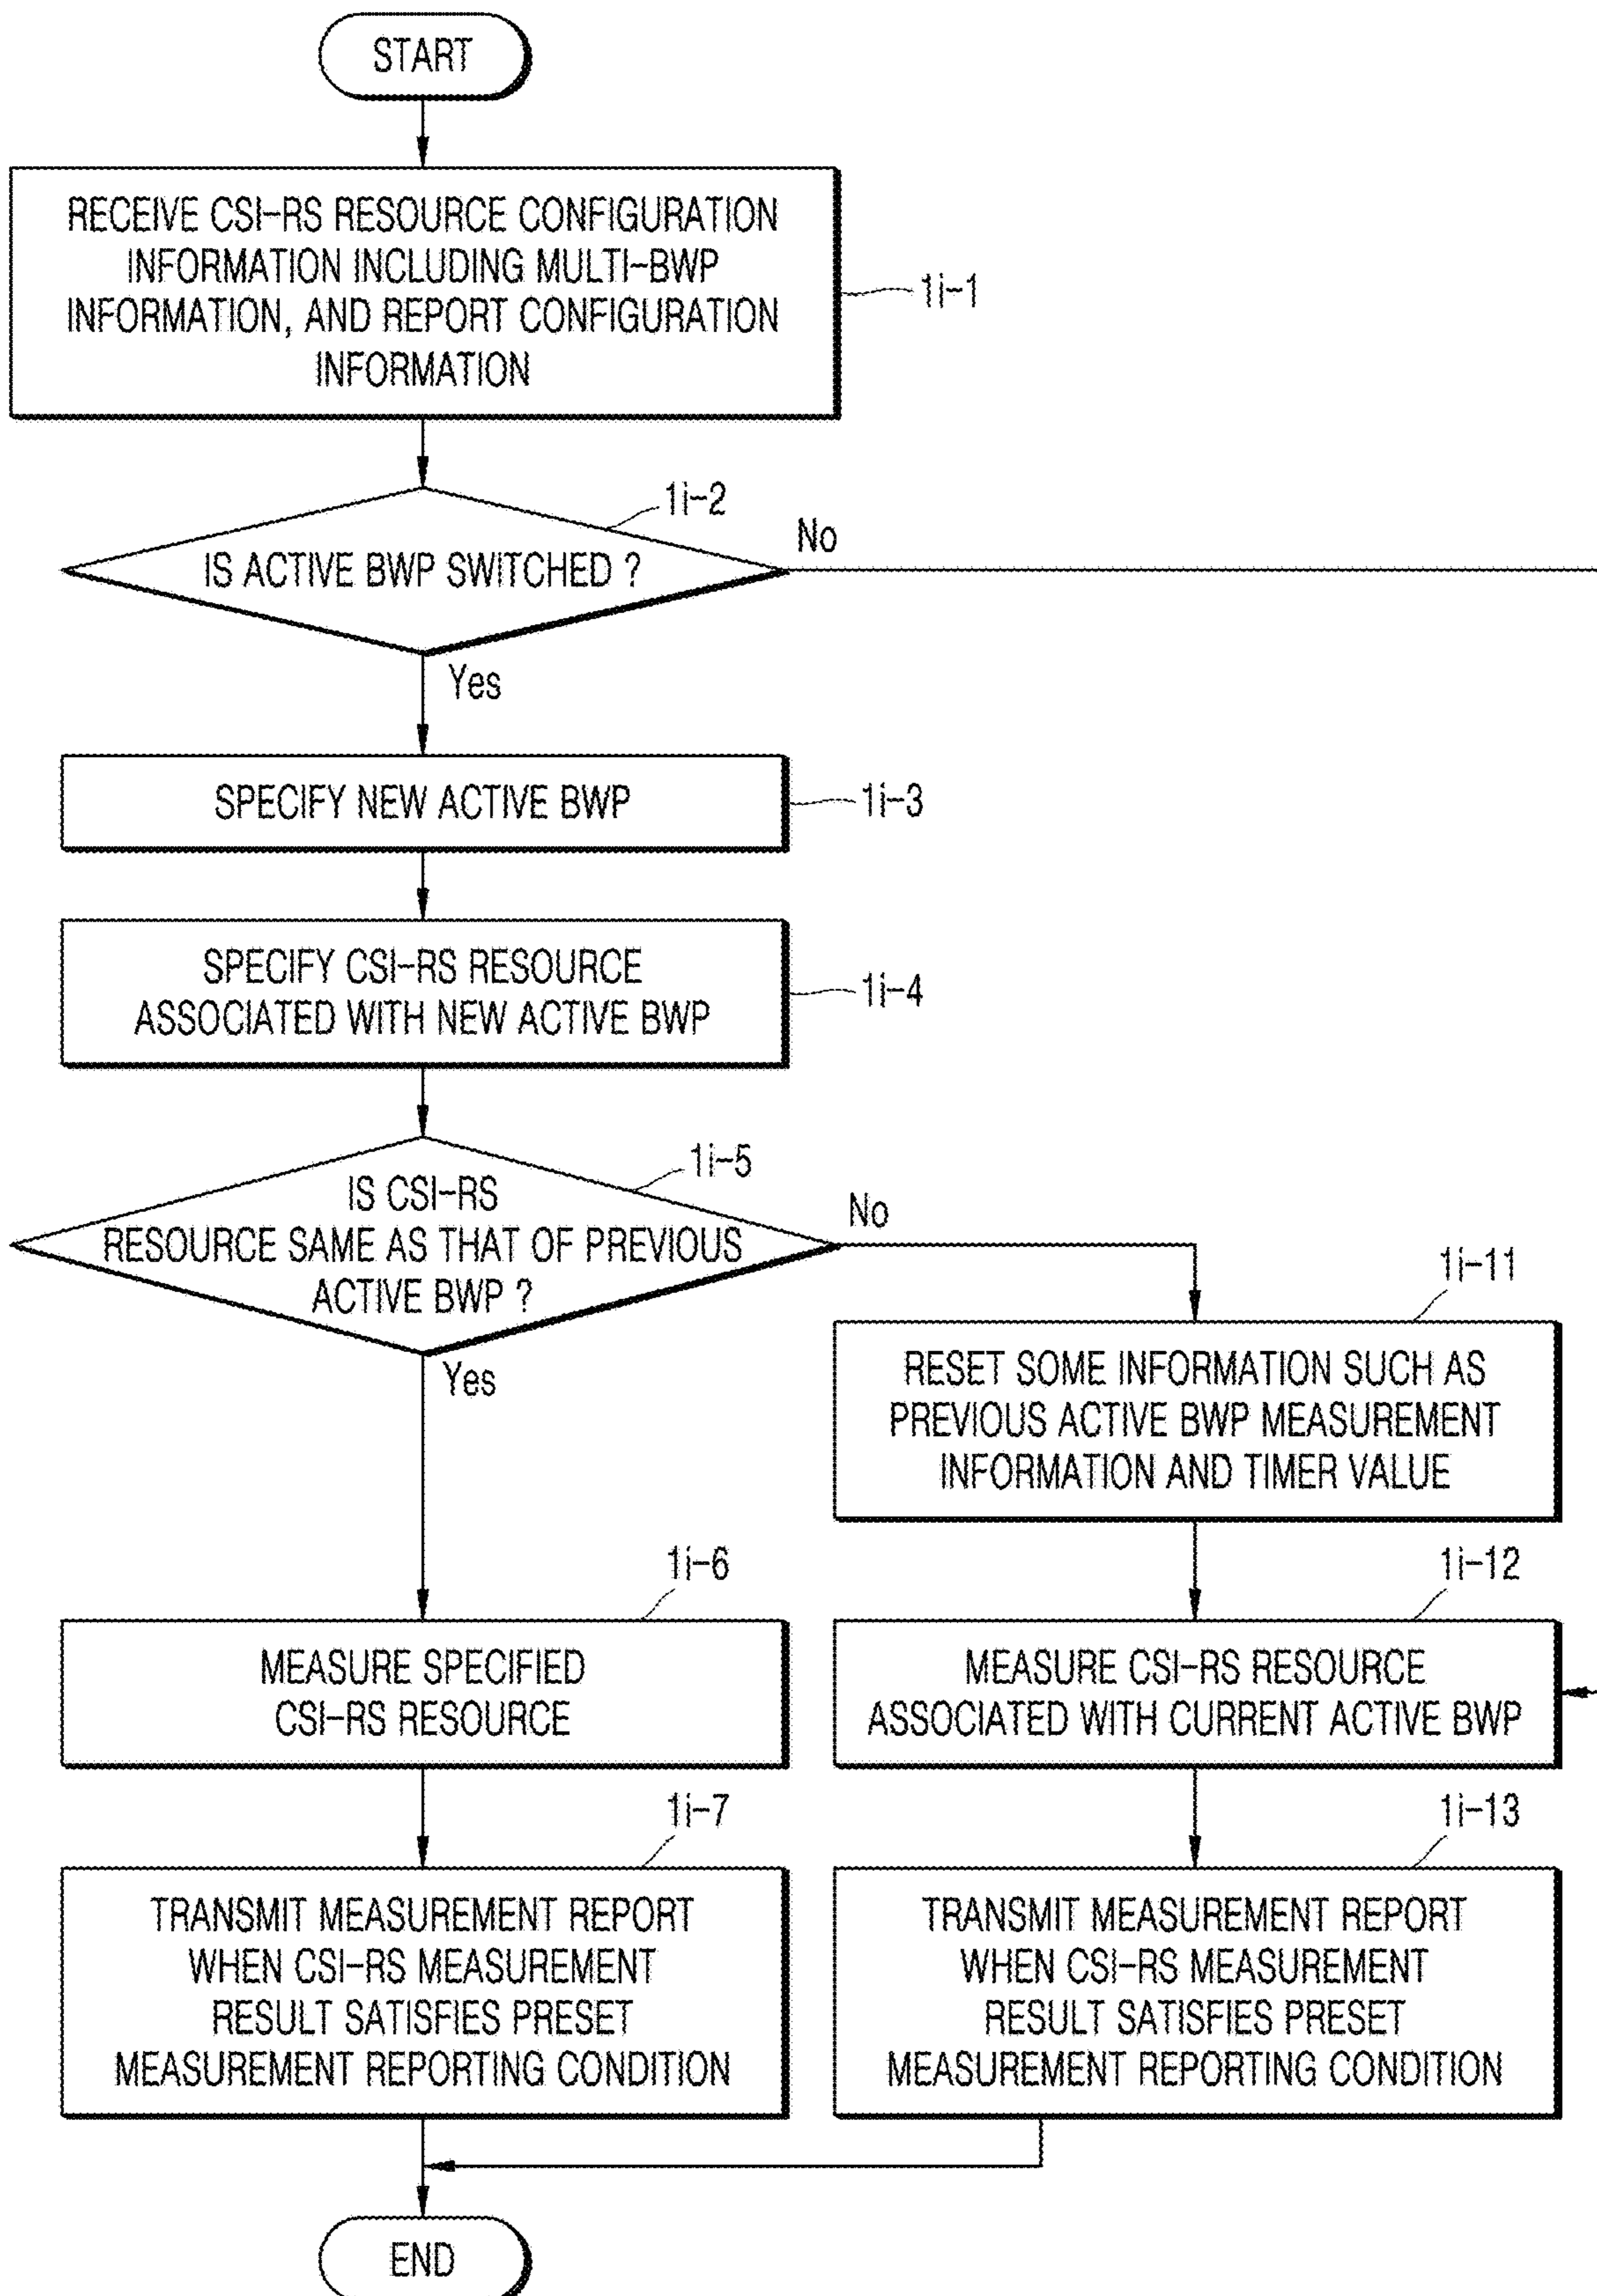 START
RECEIVE CSI-RS RESOURCE CONFIGURATION
INFORMATION INCLUDING MULTI-BWP
INFORMATION, AND REPORT CONFIGURATION
INFORMATION
1i-1
1i-2
IS ACTIVE BWP SWITCHED ?
No
Yes
SPECIFY NEW ACTIVE BWP
1i-3
SPECIFY CSI-RS RESOURCE
ASSOCIATED WITH NEW ACTIVE BWP
1i-4
1i-5
IS CSI-RS
RESOURCE SAME AS THAT OF PREVIOUS
ACTIVE BWP ?
No
Yes
1i-11
RESET SOME INFORMATION SUCH AS
PREVIOUS ACTIVE BWP MEASUREMENT
INFORMATION AND TIMER VALUE
1i-6
MEASURE SPECIFIED
CSI-RS RESOURCE
1i-12
MEASURE CSI-RS RESOURCE
ASSOCIATED WITH CURRENT ACTIVE BWP
1i-7
TRANSMIT MEASUREMENT REPORT
WHEN CSI-RS MEASUREMENT
RESULT SATISFIES PRESET
MEASUREMENT REPORTING CONDITION
1i-13
TRANSMIT MEASUREMENT REPORT
WHEN CSI-RS MEASUREMENT
RESULT SATISFIES PRESET
MEASUREMENT REPORTING CONDITION
END